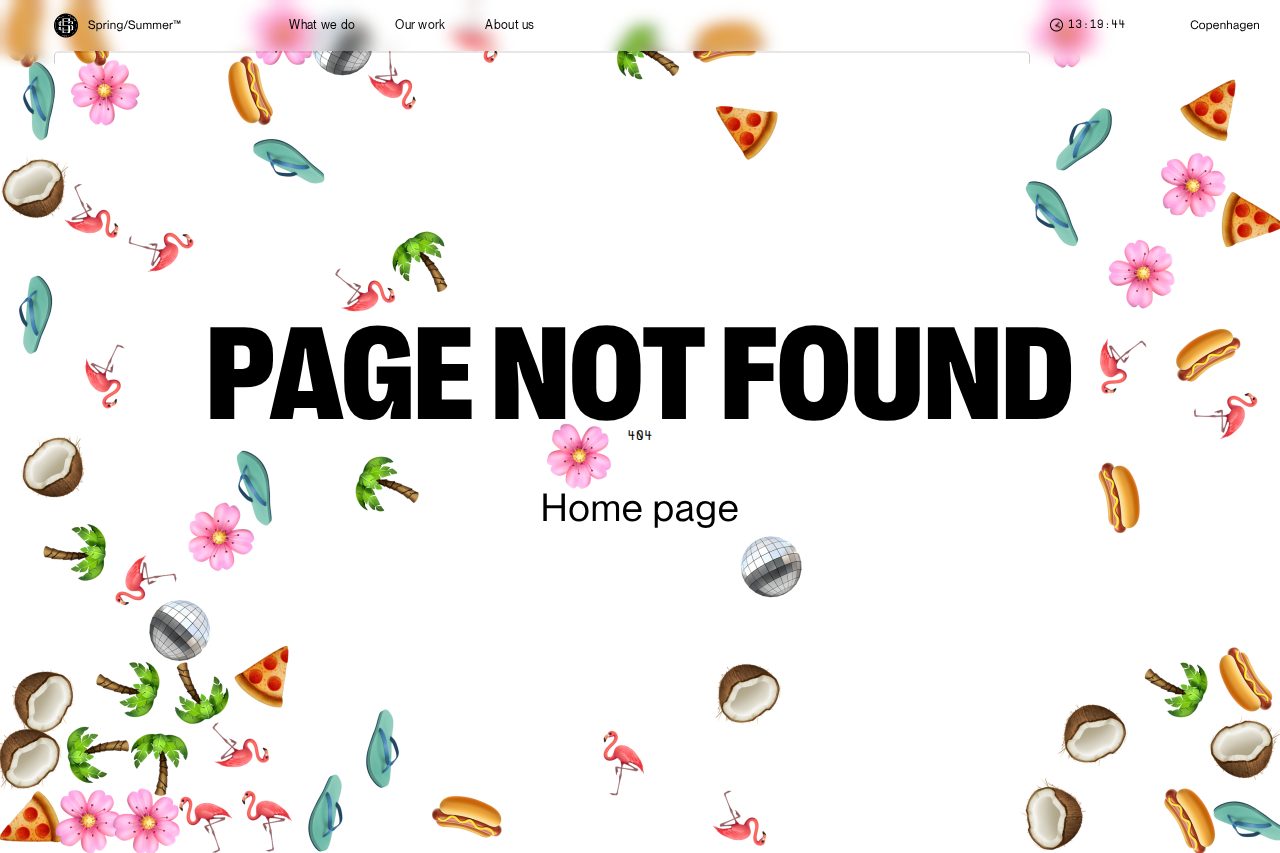 Spring/Summer™
What we do
Our work
About us
13:19:44
Copenhagen
PAGE NOT FOUND
404
Home page